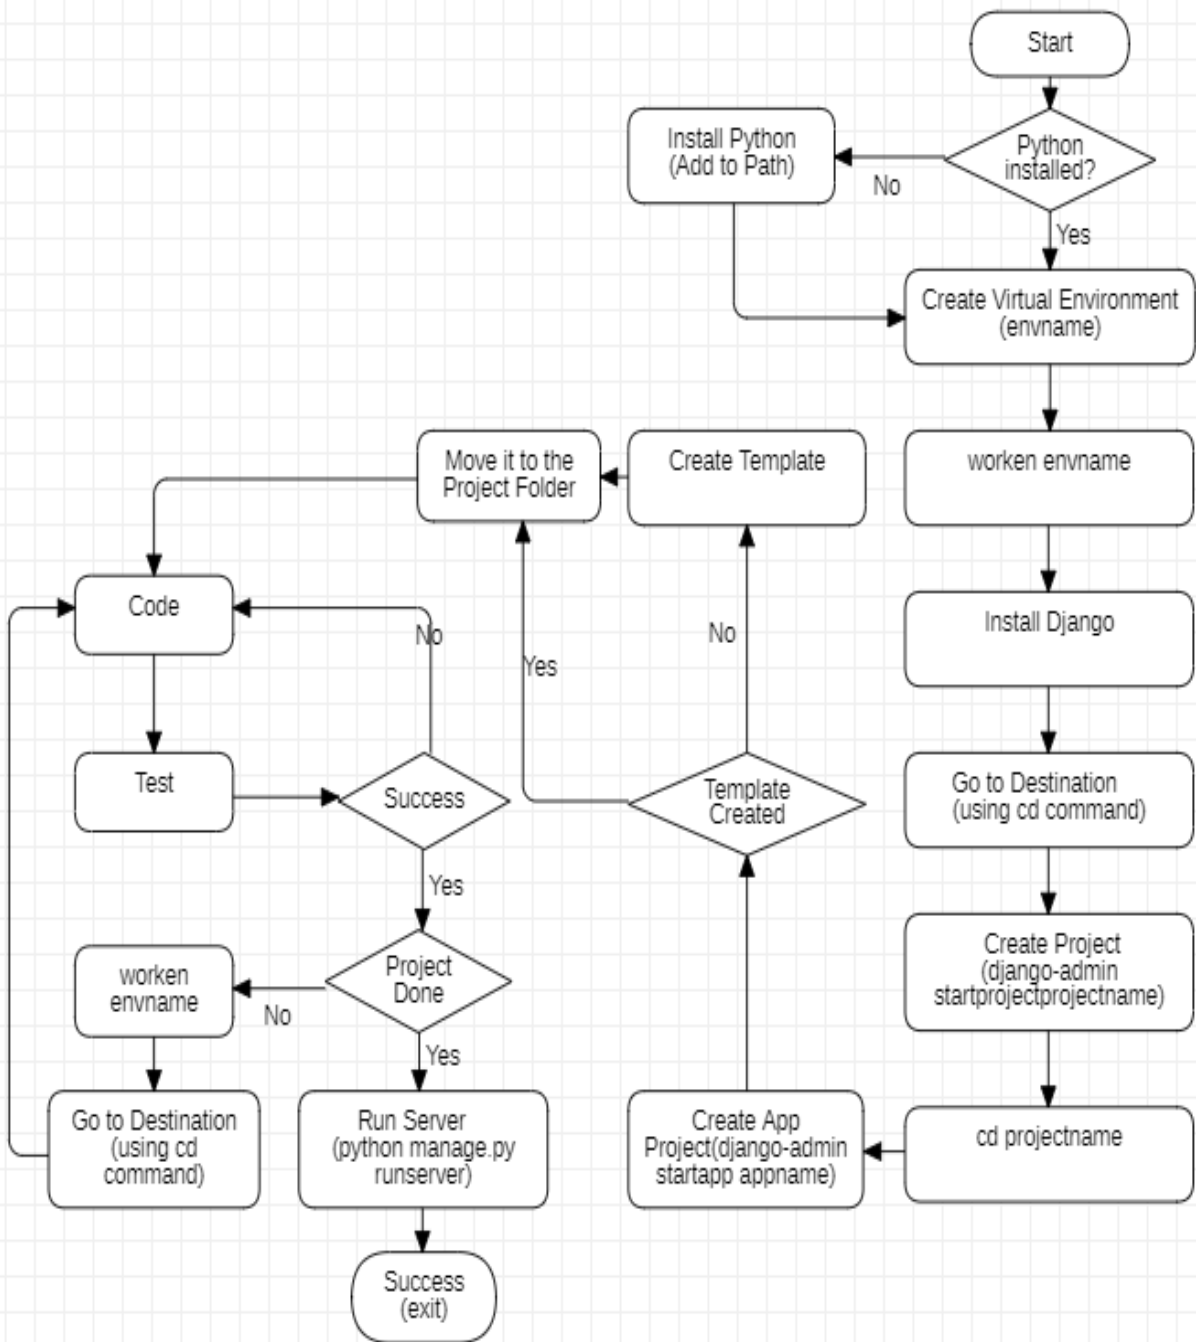 Start
Python
installed?
No
Yes
Install Python
(Add to Path)
Create Virtual Environment
(envname)
worken envname
Install Django
Go to Destination
(using cd command)
Create Project
(django-admin
startprojectprojectname)
cd projectname
Create App
Project(django-admin
startapp appname)
Template
Created
No
Yes
Create Template
Move it to the
Project Folder
Code
Test
Success
No
Yes
Project
Done
No
Yes
worken
envname
Go to Destination
(using cd
command)
Run Server
(python manage.py
runserver)
Success
(exit)